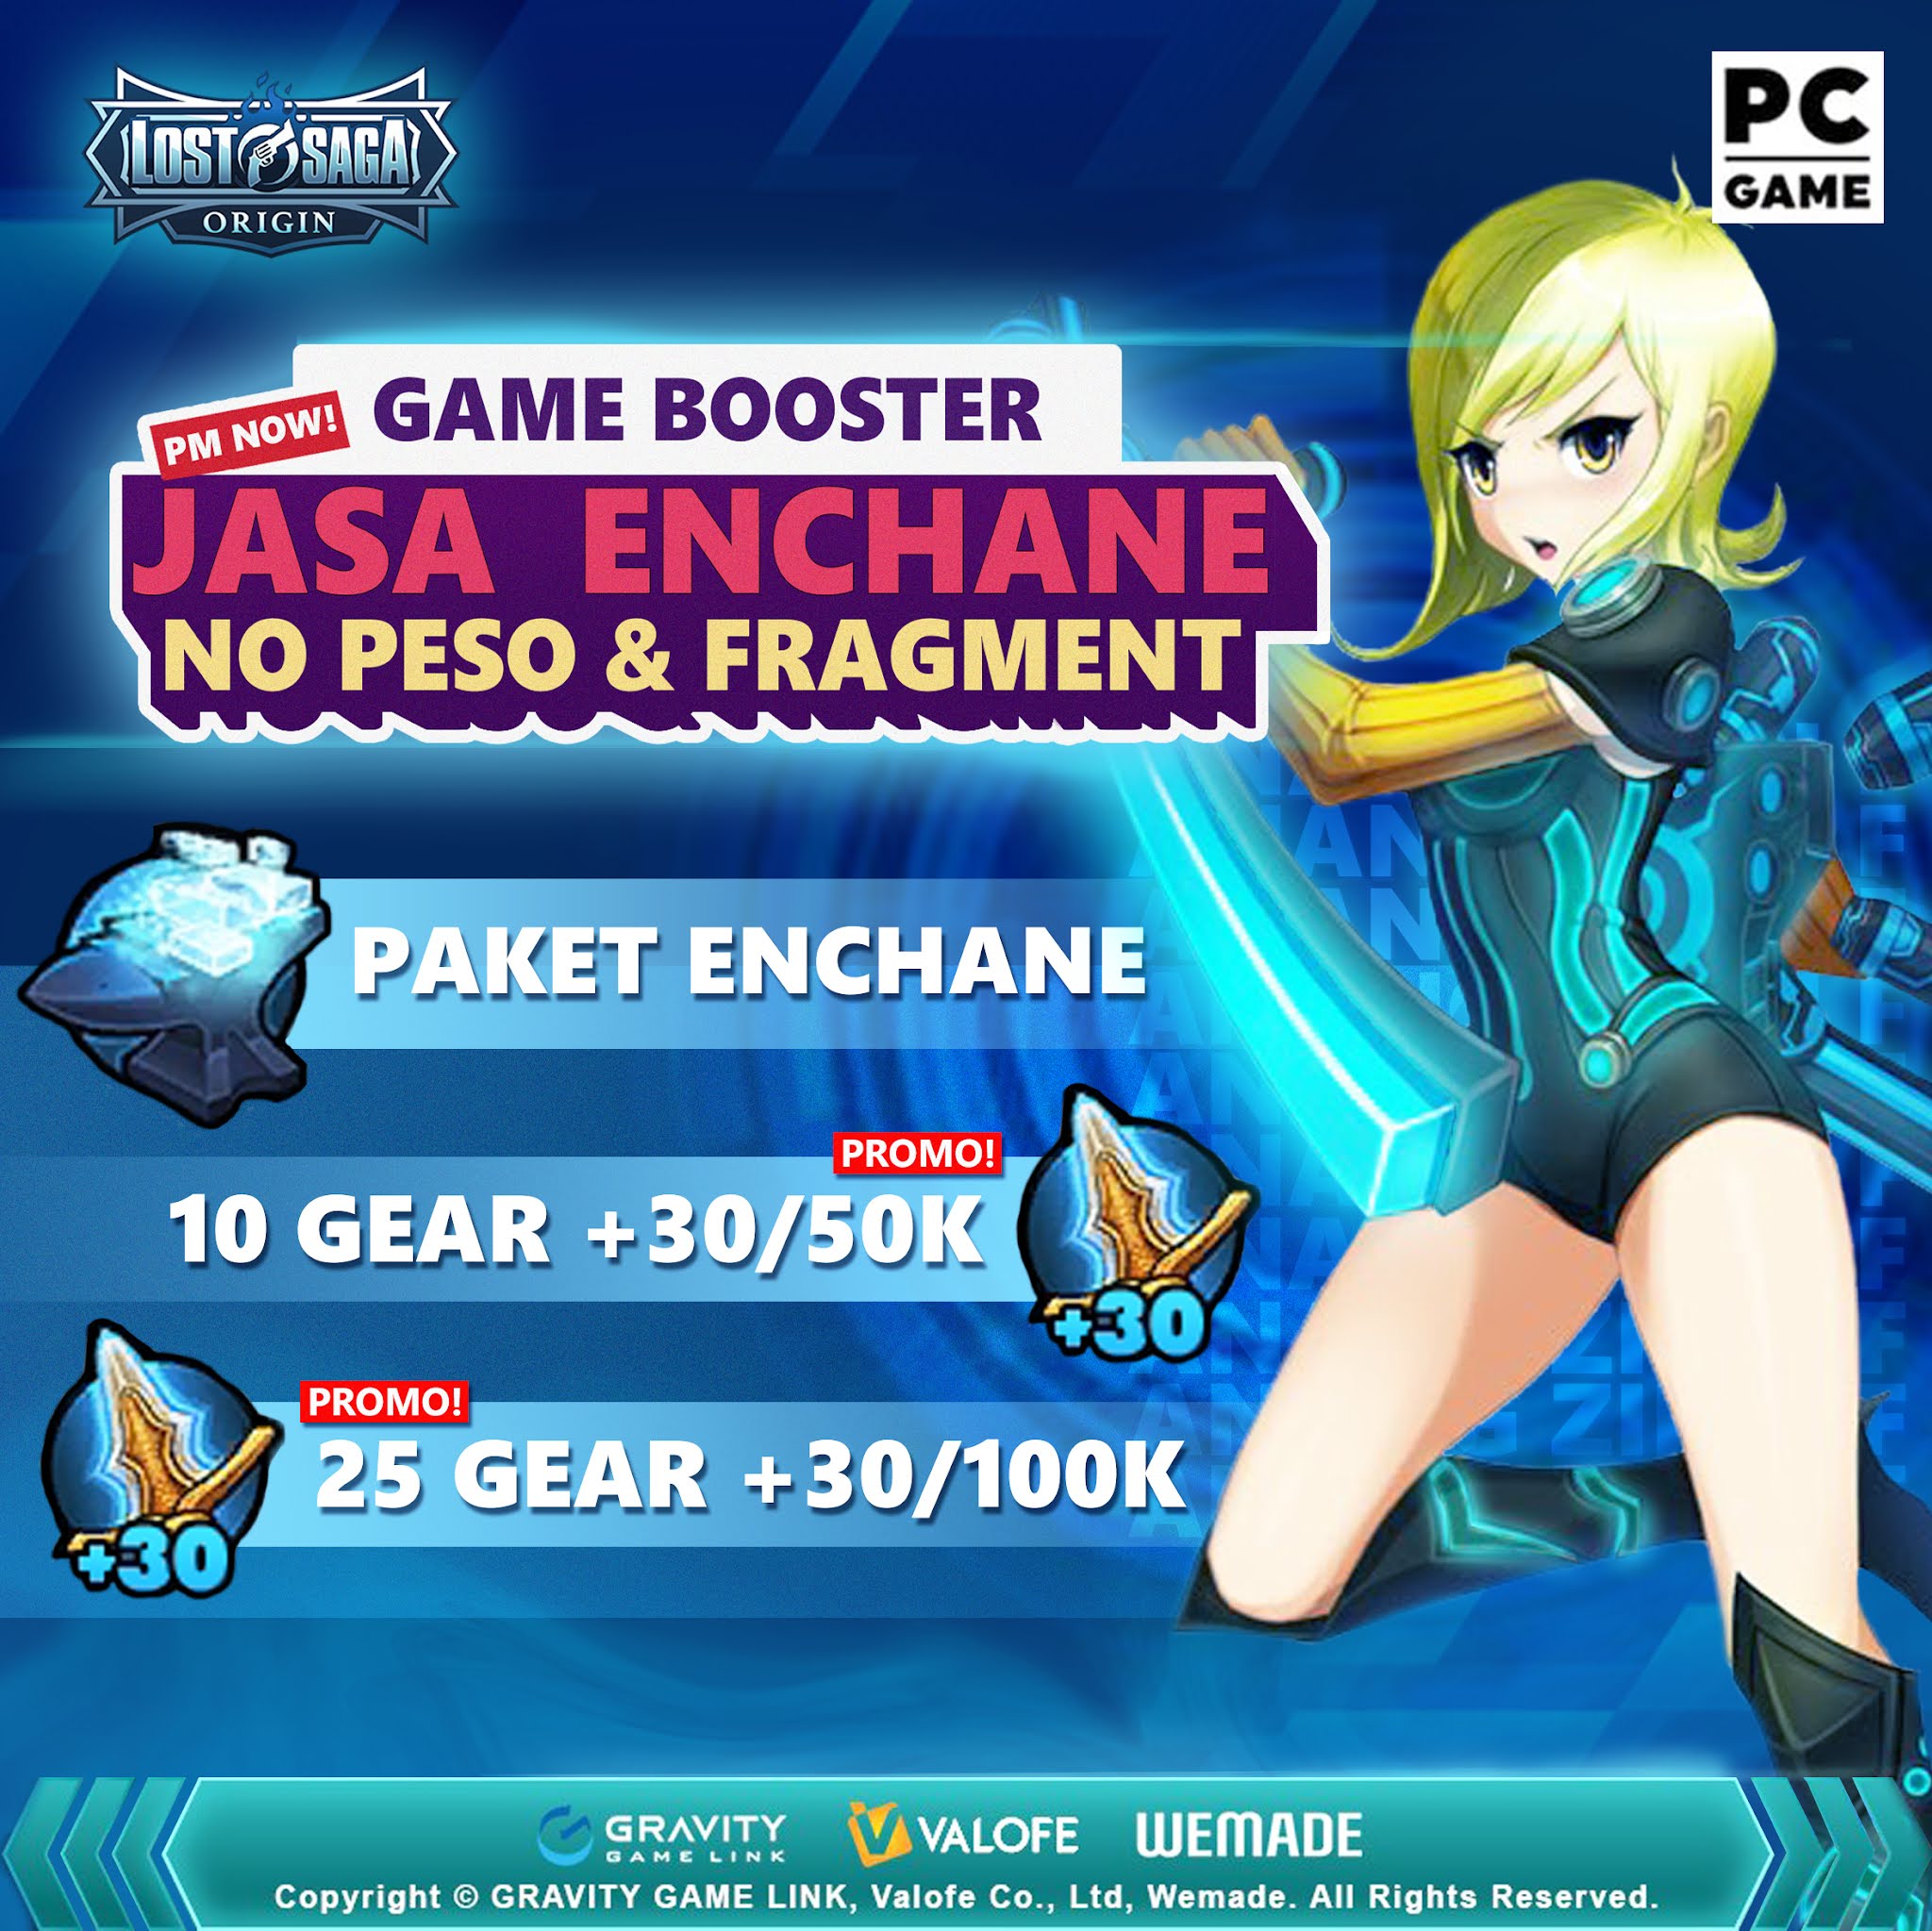 LOST SAGA
ORIGIN
PC
GAME
GAME BOOSTER
PM NOW!
JASA ENCHANE
NO PESO & FRAGMENT
PAKET ENCHANE
PROMO!
10 GEAR +30/50K
+30
PROMO!
25 GEAR +30/100K
+30
GRAVITY
GAME LINK
VALOFE
WEMADE
Copyright © GRAVITY GAME LINK, Valofe Co., Ltd, Wemade. All Rights Reserved.